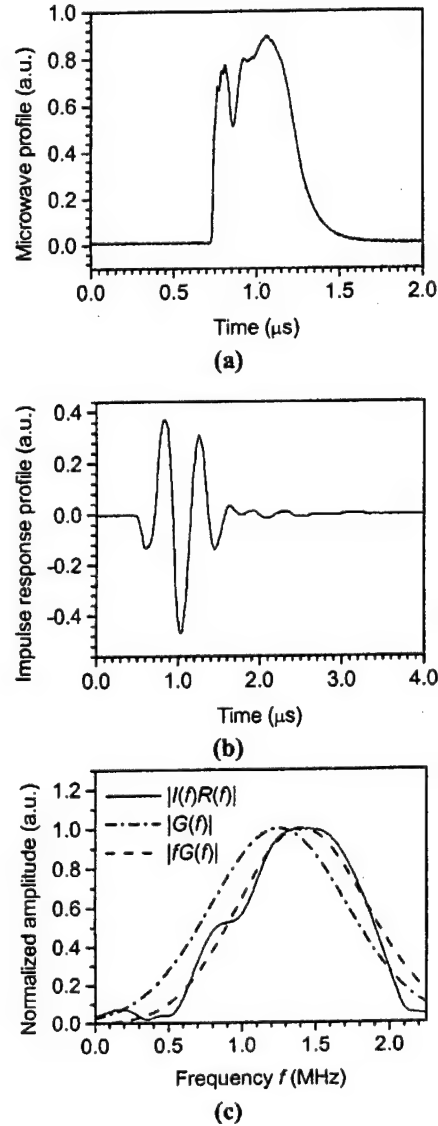 Microwave profile (a.u.)
1.0
0.8
0.6
0.4
0.2
0.0
0.0 0.5 1.0 1.5 2.0
Time (μs)
(a)
Impulse response profile (a.u.)
0.4
0.2
0.0
-0.2
-0.4
0.0 1.0 2.0 3.0 4.0
Time (μs)
(b)
Normalized amplitude (a.u.)
1.2
1.0
0.8
0.6
0.4
0.2
0.0
|I(f)R(f)|
|G(f)|
|fG(f)|
0.0 0.5 1.0 1.5 2.0
Frequency f (MHz)
(c)